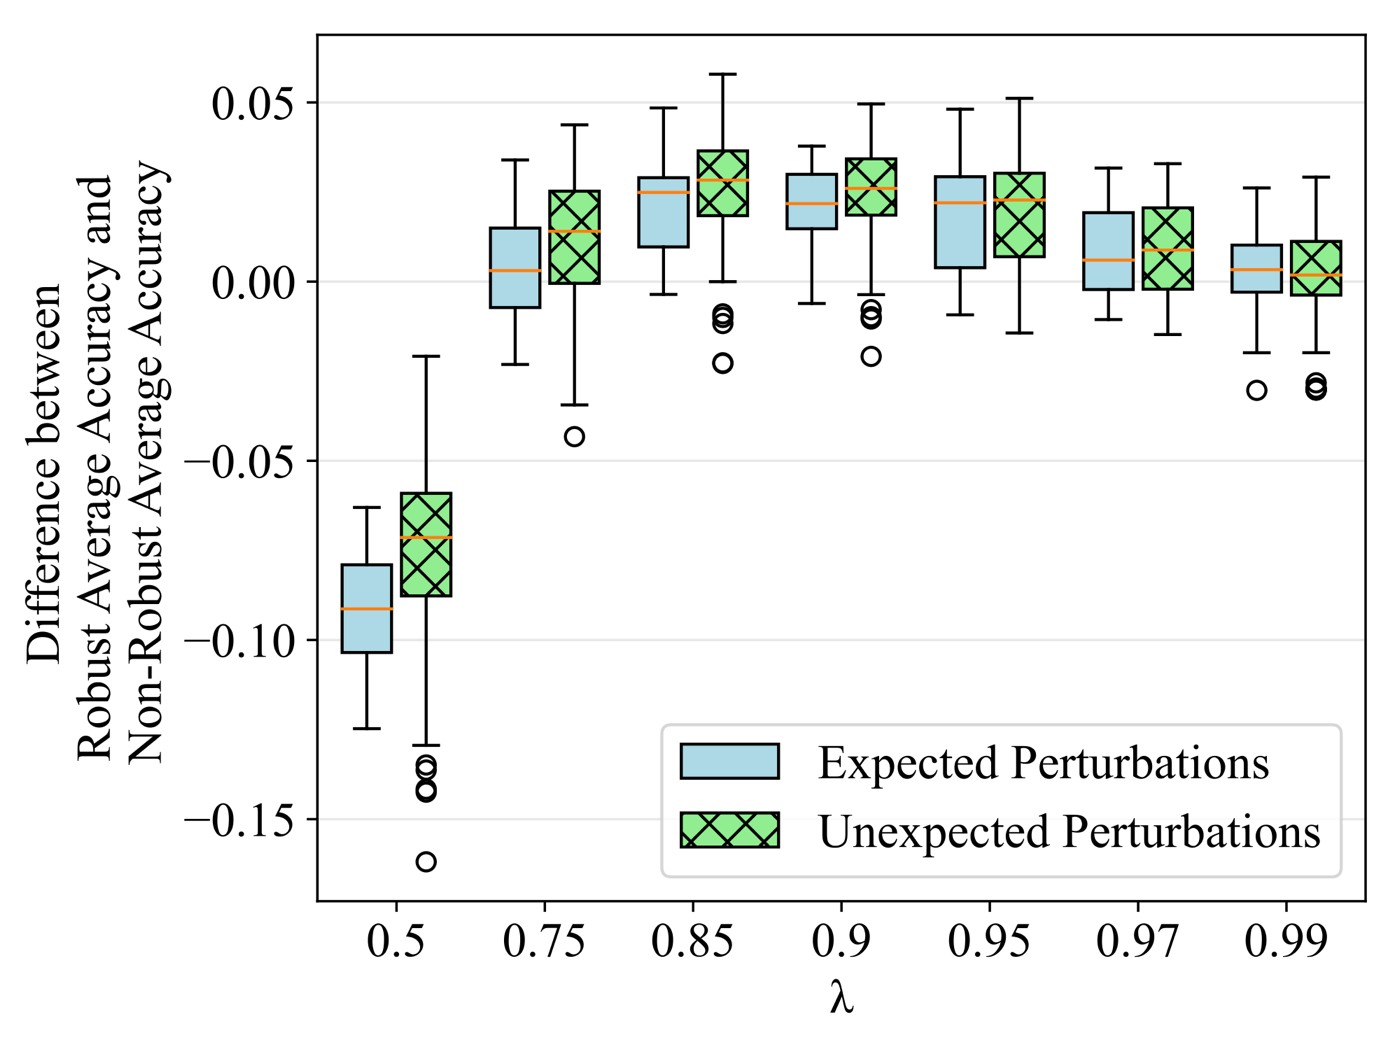 Difference between
Robust Average Accuracy and
Non-Robust Average Accuracy
0.05
0.00
−0.05
−0.10
−0.15
Expected Perturbations
Unexpected Perturbations
0.5 0.75 0.85 0.9 0.95 0.97 0.99
λ